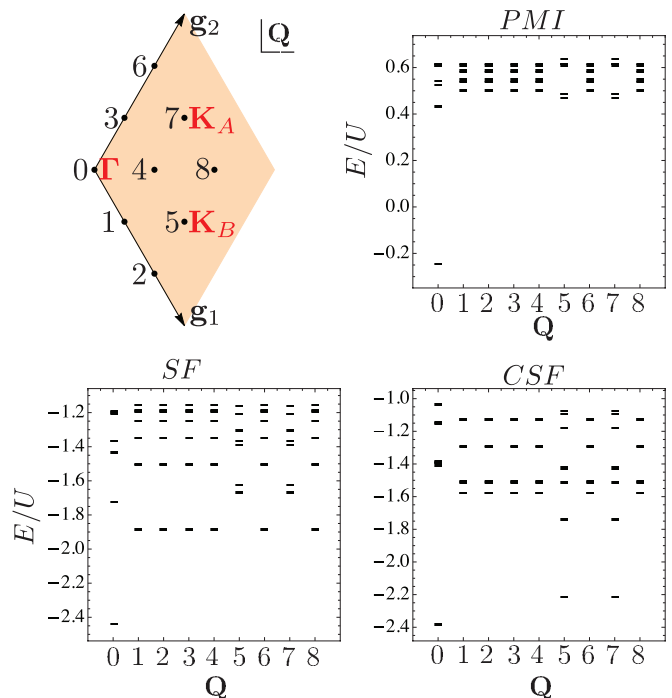 g₂
Q
6
3
7 K_A
0 Γ
4
8
1
5 K_B
2
g₁
PMI
E/U
0.6
0.4
0.2
0.0
−0.2
0 1 2 3 4 5 6 7 8
Q
SF
E/U
−1.2
−1.4
−1.6
−1.8
−2.0
−2.2
−2.4
0 1 2 3 4 5 6 7 8
Q
CSF
E/U
−1.0
−1.2
−1.4
−1.6
−1.8
−2.0
−2.2
−2.4
0 1 2 3 4 5 6 7 8
Q